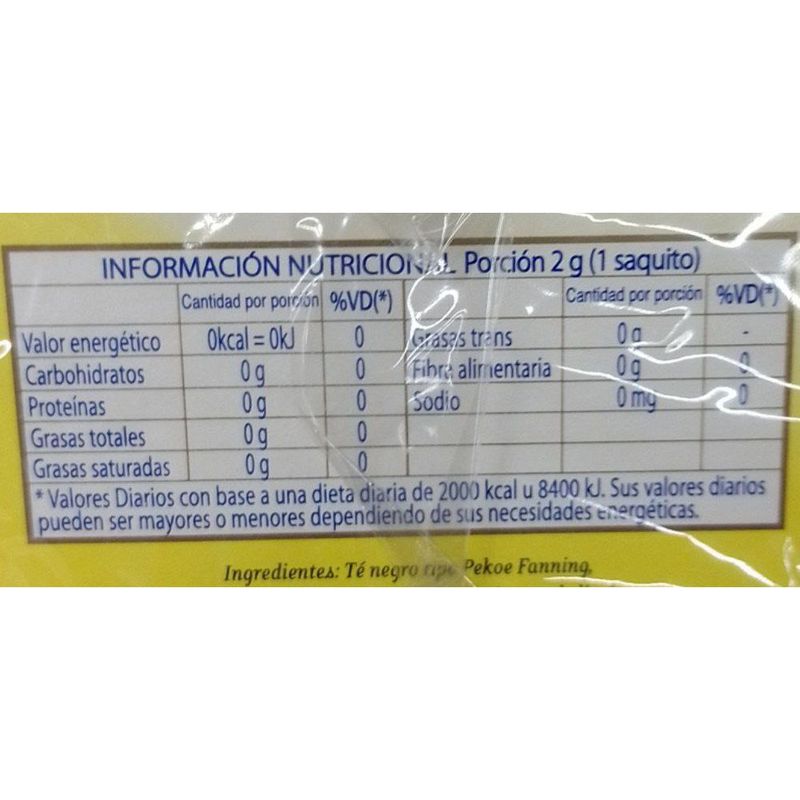 INFORMACIÓN NUTRICIONAL Porción 2 g (1 saquito)
Cantidad por porción %VD(*) Cantidad por porción %VD(*)
Valor energético 0kcal = 0kJ 0 Grasas trans 0 g -
Carbohidratos 0 g 0 Fibra alimentaria 0 g 0
Proteínas 0 g 0 Sodio 0 mg 0
Grasas totales 0 g 0
Grasas saturadas 0 g 0
* Valores Diarios con base a una dieta diaria de 2000 kcal u 8400 kJ. Sus valores diarios
pueden ser mayores o menores dependiendo de sus necesidades energéticas.
Ingredientes: Té negro tipo Pekoe Fanning.